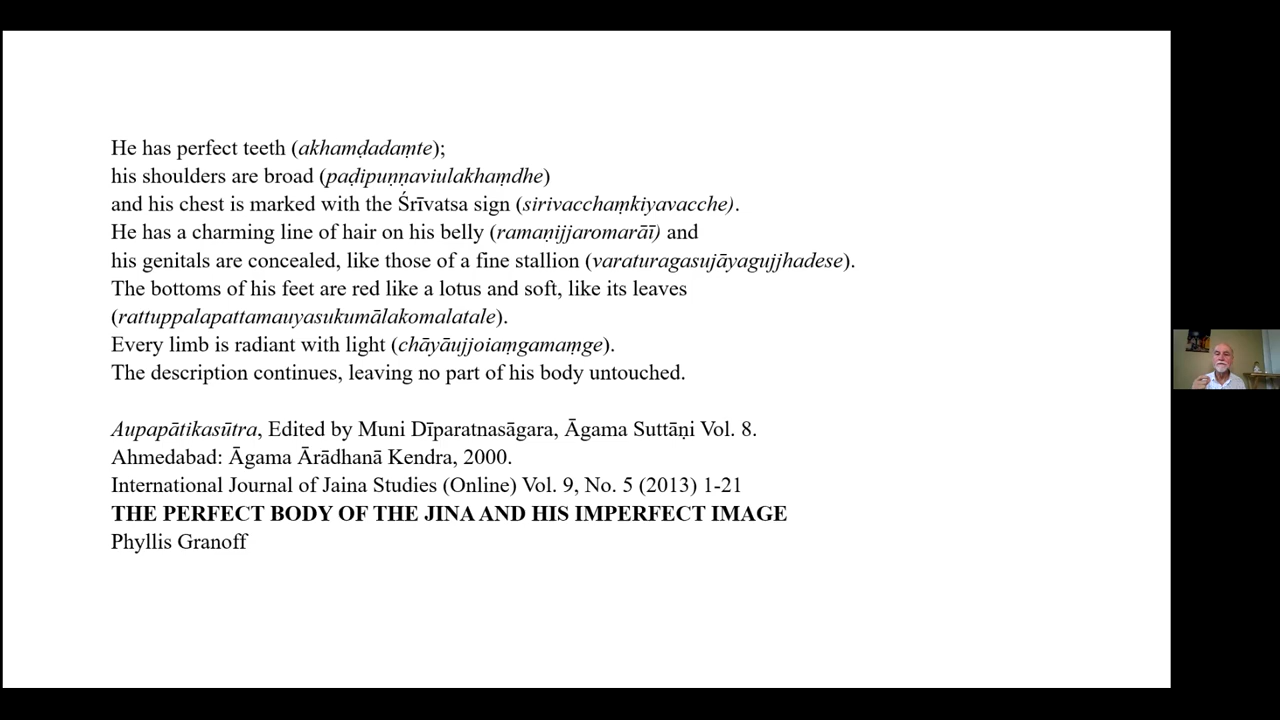 He has perfect teeth (akhaṃḍadaṃte);
his shoulders are broad (paḍipuṇṇaviulakhaṃdhe)
and his chest is marked with the Śrīvatsa sign (sirivacchaṃkiyavacche).
He has a charming line of hair on his belly (ramaṇijjaromarāī) and
his genitals are concealed, like those of a fine stallion (varaturagasujāyagujjhadese).
The bottoms of his feet are red like a lotus and soft, like its leaves
(rattuppalapattamauyasukumālakomalatale).
Every limb is radiant with light (chāyāujjoiaṃgamaṃge).
The description continues, leaving no part of his body untouched.
Aupapātikasūtra, Edited by Muni Dīparatnasāgara, Āgama Suttāṇi Vol. 8.
Ahmedabad: Āgama Ārādhanā Kendra, 2000.
International Journal of Jaina Studies (Online) Vol. 9, No. 5 (2013) 1-21
THE PERFECT BODY OF THE JINA AND HIS IMPERFECT IMAGE
Phyllis Granoff